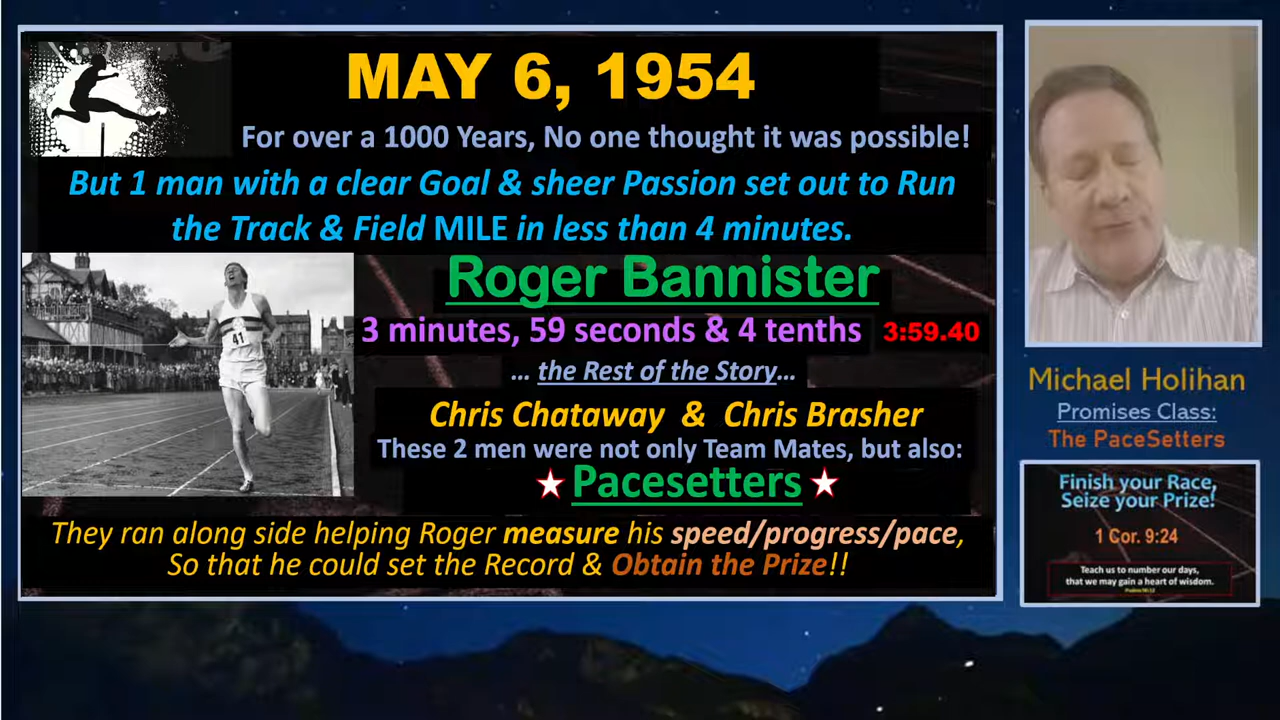 MAY 6, 1954
For over a 1000 Years, No one thought it was possible!
But 1 man with a clear Goal & sheer Passion set out to Run
the Track & Field MILE in less than 4 minutes.
Roger Bannister
3 minutes, 59 seconds & 4 tenths 3:59.40
... the Rest of the Story...
Chris Chataway & Chris Brasher
These 2 men were not only Team Mates, but also:
Pacesetters
They ran along side helping Roger measure his speed/progress/pace,
So that he could set the Record & Obtain the Prize!!
41
Michael Holihan
Promises Class:
The PaceSetters
Finish your Race,
Seize your Prize!
1 Cor. 9:24
Teach us to number our days,
that we may gain a heart of wisdom.
Psalms 90:12